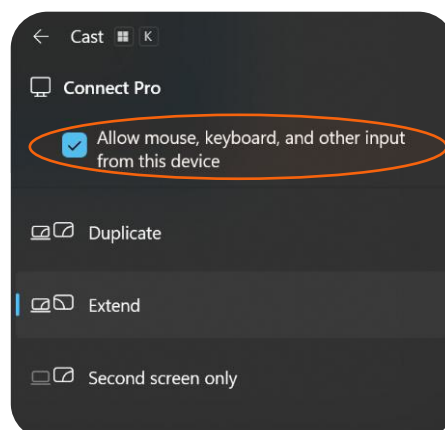 Cast K
Connect Pro
Allow mouse, keyboard, and other input
from this device
Duplicate
Extend
Second screen only